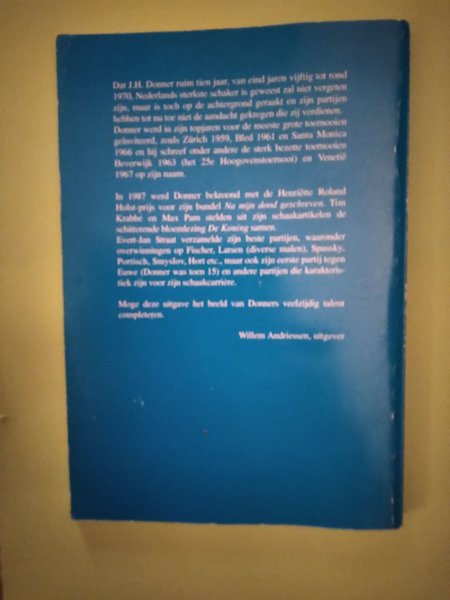 Dat J.H. Donner ruim tien jaar, van eind jaren vijftig tot rond
1970, Nederlands sterkste schaker is geweest zal niet vergeten
zijn, maar is toch op de achtergrond geraakt en zijn partijen
hebben tot nu toe niet de aandacht gekregen die zij verdienen.
Donner werd in zijn topjaren voor de meeste grote toernooien
geïnviteerd, zoals Zürich 1959, Bled 1961 en Santa Monica
1966 en hij schreef onder andere de sterk bezette toernooien
Beverwijk 1963 (het 25e Hoogovenstoernooi) en Venetië
1967 op zijn naam.
In 1987 werd Donner bekroond met de Henriëtte Roland
Holst-prijs voor zijn bundel Na mijn dood geschreven. Tim
Krabbé en Max Pam stelden uit zijn schaakartikelen de
schitterende bloemlezing De Koning samen.
Evert-Jan Straat verzamelde zijn beste partijen, waaronder
overwinningen op Fischer, Larsen (diverse malen), Spassky,
Portisch, Smyslov, Hort etc., maar ook zijn eerste partij tegen
Euwe (Donner was toen 15) en andere partijen die karakteris-
tiek zijn voor zijn schaakcarrière.
Moge deze uitgave het beeld van Donners veelzijdig talent
completeren.
Willem Andriessen, uitgever